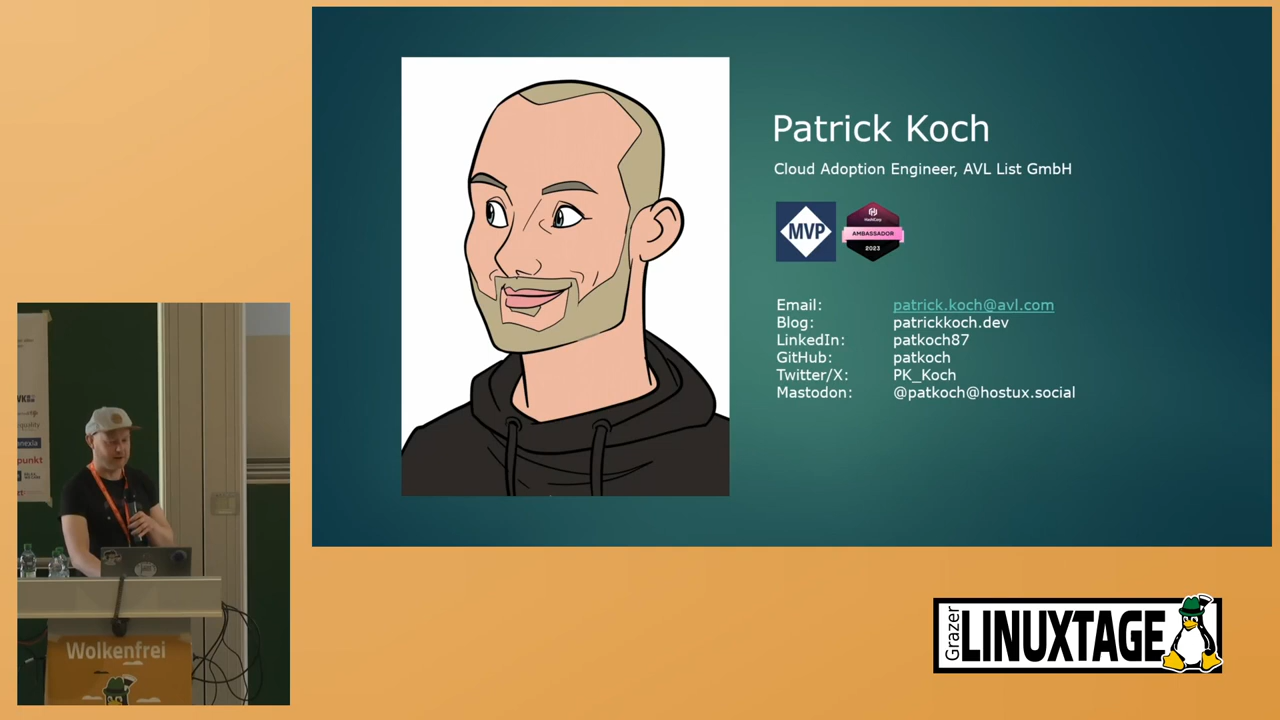 Patrick Koch
Cloud Adoption Engineer, AVL List GmbH
MVP
HashiCorp
AMBASSADOR
2023
Email: patrick.koch@avl.com
Blog: patrickkoch.dev
LinkedIn: patkoch87
GitHub: patkoch
Twitter/X: PK_Koch
Mastodon: @patkoch@hostux.social
Wolkenfrei
Grazer
LINUXTAGE